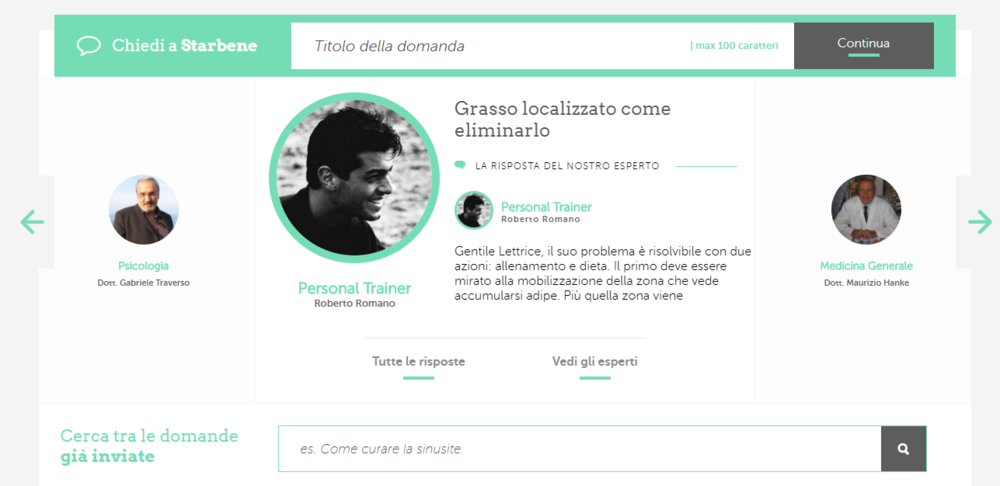 Chiedi a Starbene
Titolo della domanda
| max 100 caratteri
Continua
Psicologia
Dott. Gabriele Traverso
Personal Trainer
Roberto Romano
Grasso localizzato come
eliminarlo
LA RISPOSTA DEL NOSTRO ESPERTO
Personal Trainer
Roberto Romano
Gentile Lettrice, il suo problema è risolvibile con due
azioni: allenamento e dieta. Il primo deve essere
mirato alla mobilizzazione della zona che vede
accumularsi adipe. Più quella zona viene
Medicina Generale
Dott. Maurizio Hanke
Tutte le risposte
Vedi gli esperti
Cerca tra le domande
già inviate
es. Come curare la sinusite